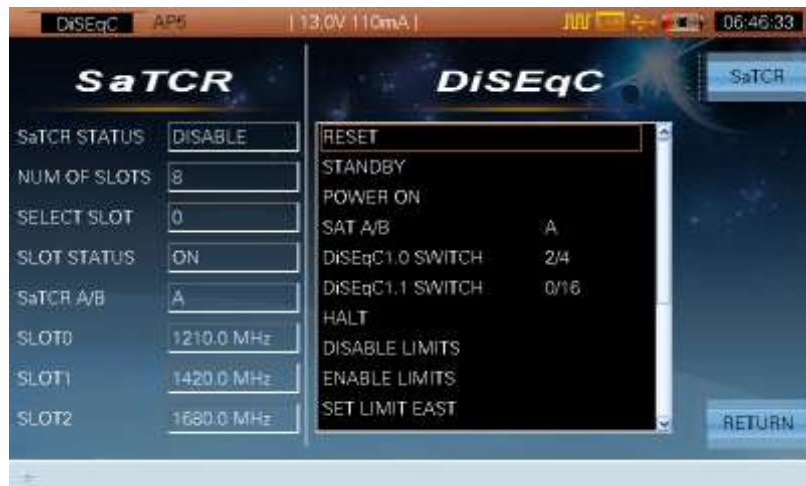 DiSEqC AP5 | 13.0V 110mA | 06:46:33
SaTCR
DiSEqC
SaTCR
SaTCR STATUS DISABLE
NUM OF SLOTS 8
SELECT SLOT 0
SLOT STATUS ON
SaTCR A/B A
SLOT0 1210.0 MHz
SLOT1 1420.0 MHz
SLOT2 1680.0 MHz
RESET
STANDBY
POWER ON
SAT A/B A
DiSEqC1.0 SWITCH 2/4
DiSEqC1.1 SWITCH 0/16
HALT
DISABLE LIMITS
ENABLE LIMITS
SET LIMIT EAST
RETURN